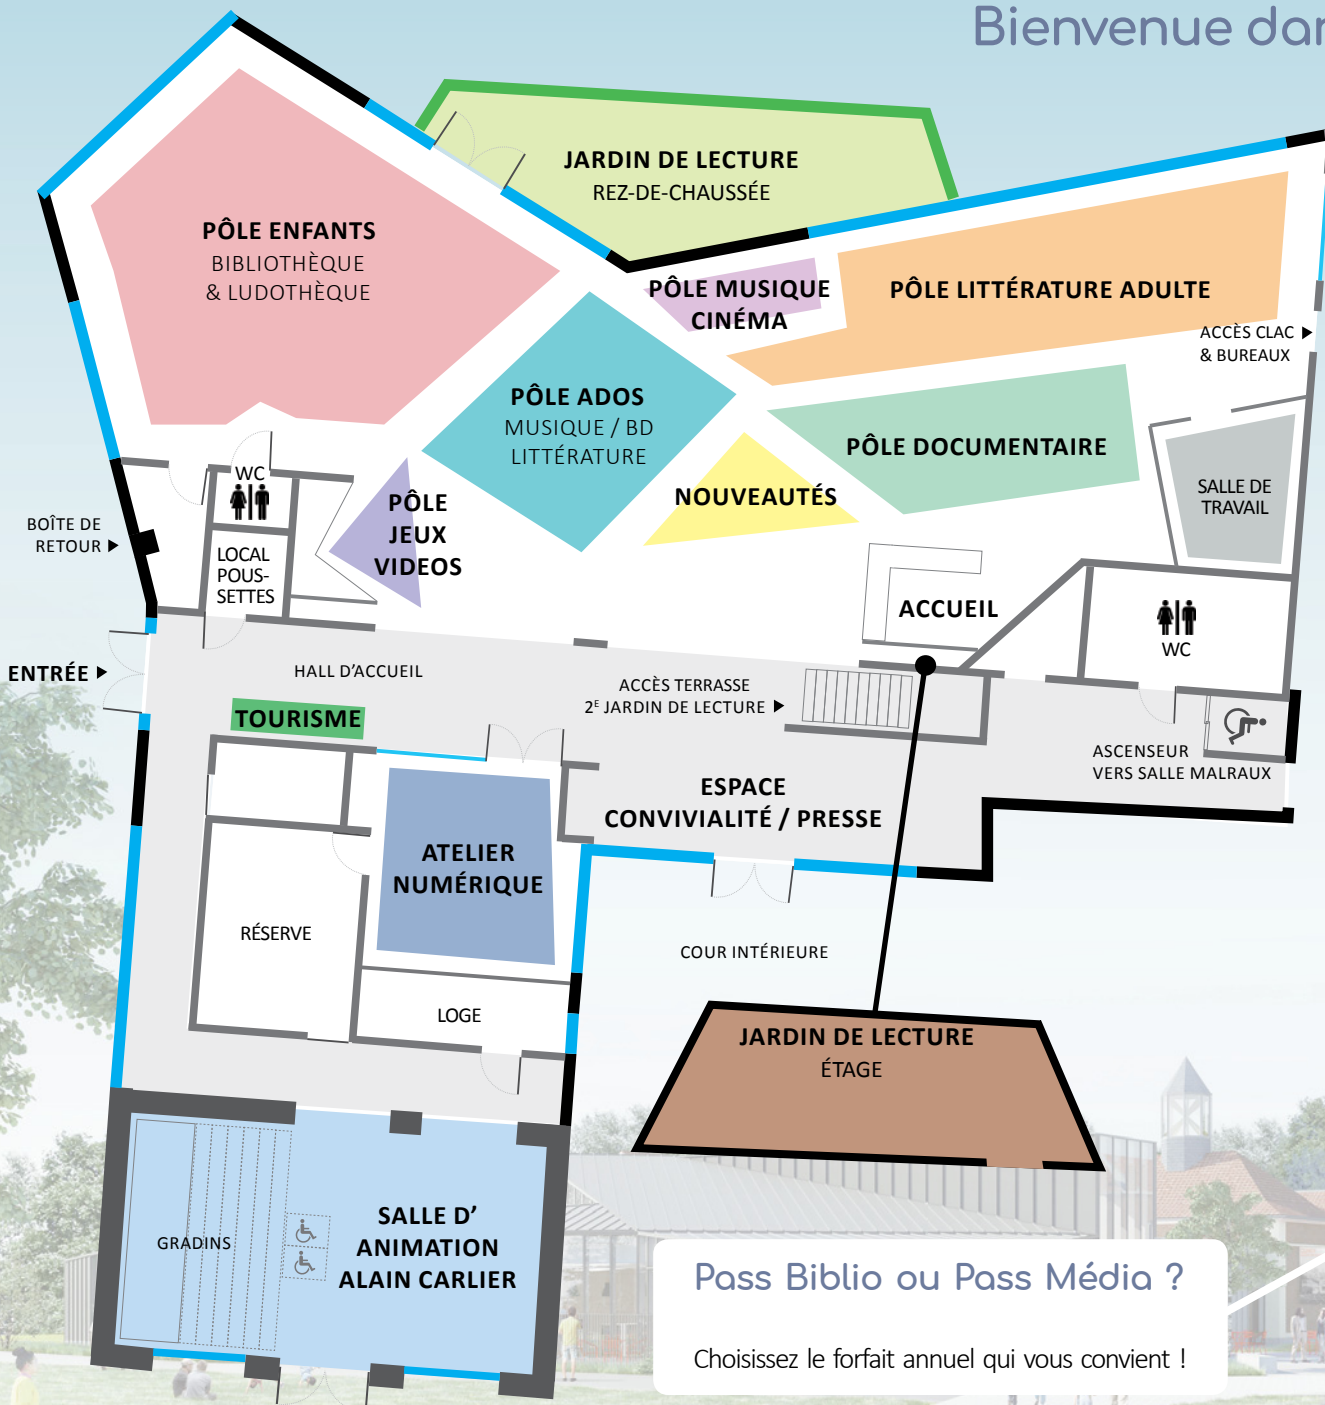 Bienvenue dan
JARDIN DE LECTURE
REZ-DE-CHAUSSÉE
PÔLE ENFANTS
BIBLIOTHÈQUE
& LUDOTHÈQUE
PÔLE MUSIQUE
CINÉMA
PÔLE LITTÉRATURE ADULTE
ACCÈS CLAC ▶
& BUREAUX
PÔLE ADOS
MUSIQUE / BD
LITTÉRATURE
PÔLE DOCUMENTAIRE
NOUVEAUTÉS
SALLE DE
TRAVAIL
WC
PÔLE
JEUX
VIDEOS
BOÎTE DE
RETOUR ▶
LOCAL
POUS-
SETTES
ACCUEIL
WC
ENTRÉE ▶
HALL D’ACCUEIL
ACCÈS TERRASSE
2E JARDIN DE LECTURE ▶
TOURISME
ASCENSEUR
VERS SALLE MALRAUX
ESPACE
CONVIVIALITÉ / PRESSE
ATELIER
NUMÉRIQUE
RÉSERVE
COUR INTÉRIEURE
LOGE
JARDIN DE LECTURE
ÉTAGE
GRADINS
SALLE D’
ANIMATION
ALAIN CARLIER
Pass Biblio ou Pass Média ?
Choisissez le forfait annuel qui vous convient !